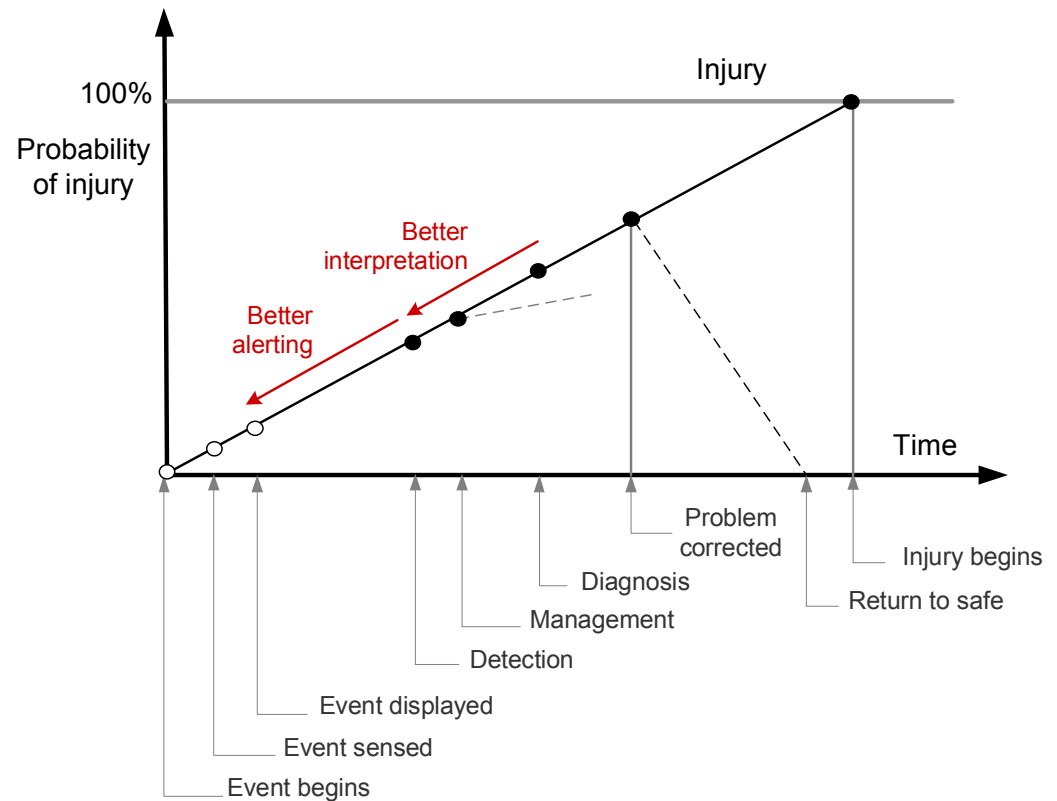 Injury
100%
Probability
of injury
Better
interpretation
Better
alerting
Time
Problem
corrected
Injury begins
Diagnosis
Return to safe
Management
Detection
Event displayed
Event sensed
Event begins